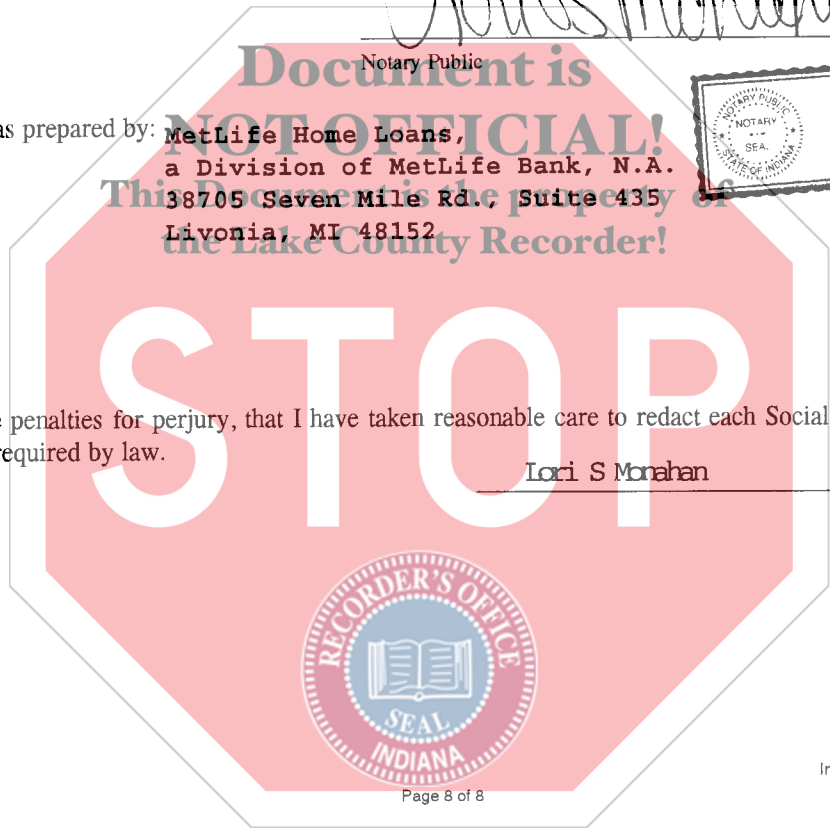 Notary Public
Document is
NOT OFFICIAL!
This Document is the property of
the Lake County Recorder!
NOTARY PUBLIC
NOTARY
SEAL
STATE OF INDIANA
as prepared by: MetLife Home Loans,
a Division of MetLife Bank, N.A.
38705 Seven Mile Rd., Suite 435
Livonia, MI 48152
STOP
penalties for perjury, that I have taken reasonable care to redact each Social
required by law.
Lori S Monahan
RECORDER'S OFFICE
SEAL
INDIANA
Page 8 of 8